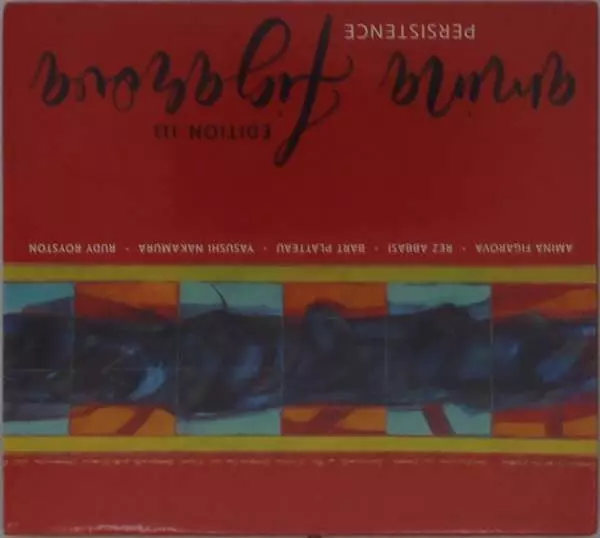 AMINA FIGAROVA · REZ ABBASI · BART PLATTEAU · YASUSHI NAKAMURA · RUDY ROYSTON
EDITION III
amina figarova
PERSISTENCE